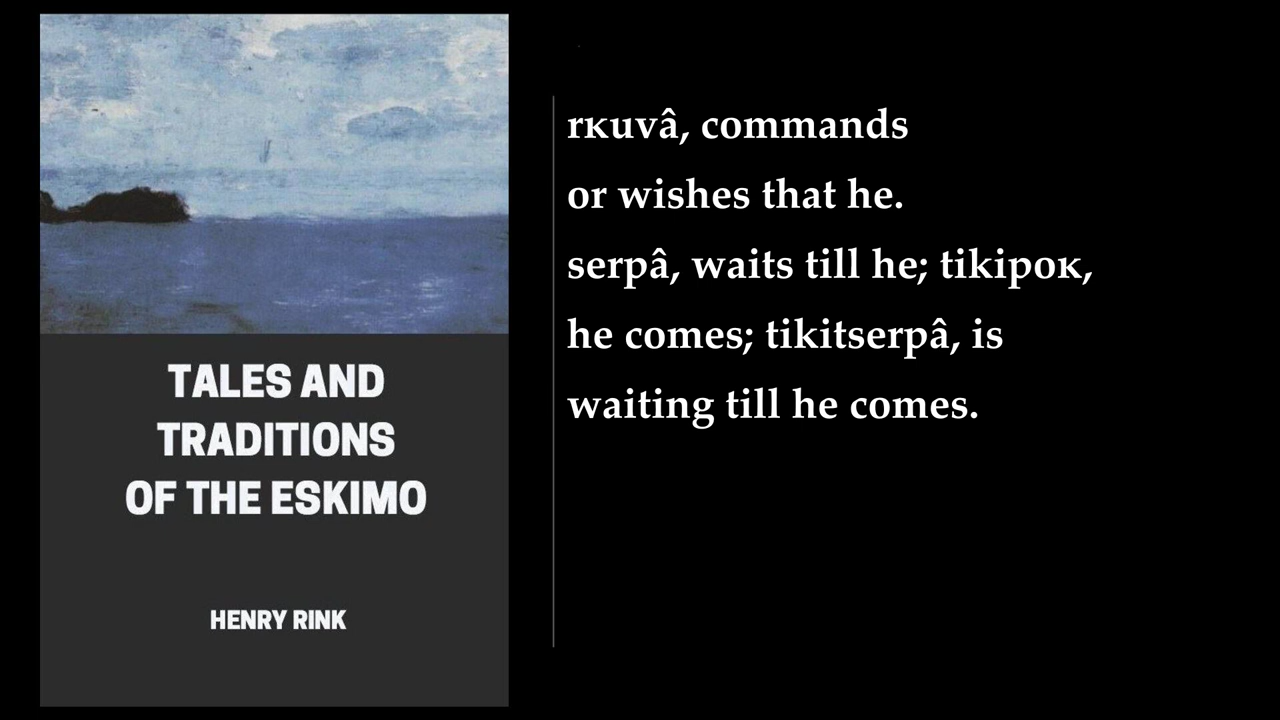 TALES AND
TRADITIONS
OF THE ESKIMO
HENRY RINK
rĸuvâ, commands
or wishes that he.
serpâ, waits till he; tikipoĸ,
he comes; tikitserpâ, is
waiting till he comes.